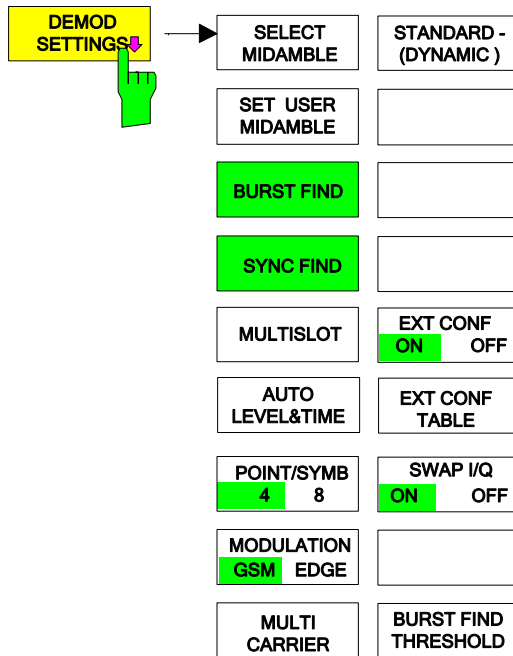 DEMOD
SETTINGS
SELECT
MIDAMBLE
STANDARD -
(DYNAMIC )
SET USER
MIDAMBLE
BURST FIND
SYNC FIND
MULTISLOT
EXT CONF
ON OFF
AUTO
LEVEL&TIME
EXT CONF
TABLE
POINT/SYMB
4 8
SWAP I/Q
ON OFF
MODULATION
GSM EDGE
MULTI
CARRIER
BURST FIND
THRESHOLD